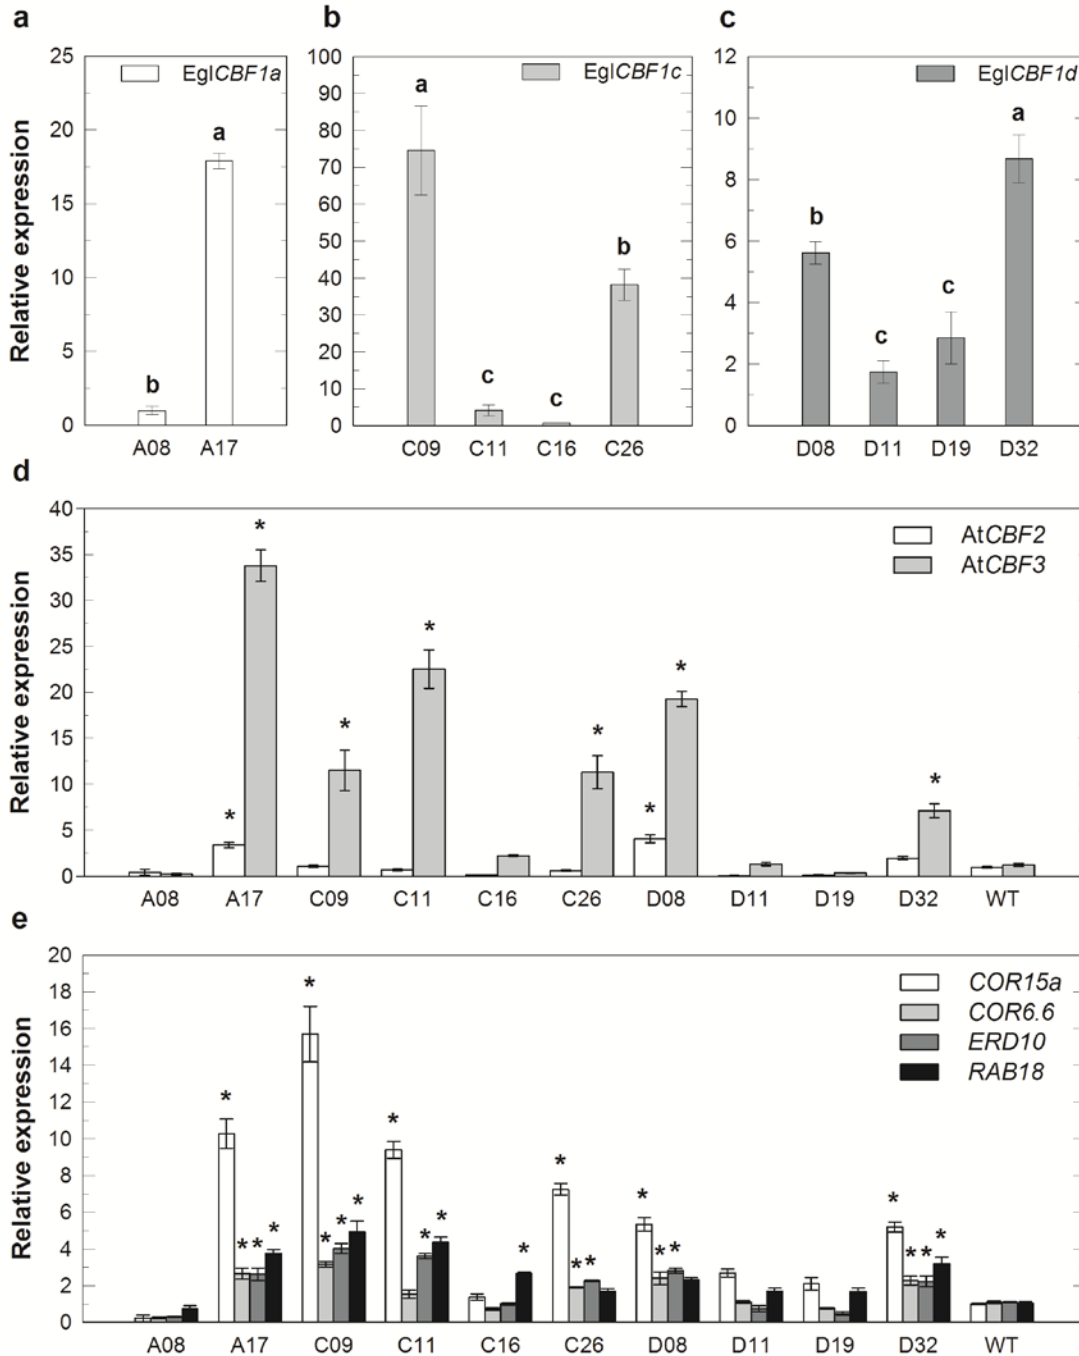 a
b
c
25
20
15
10
5
0
Relative expression
EglCBF1a
b
a
A08 A17
100
90
80
70
60
50
40
30
20
10
0
EglCBF1c
a
c
c
b
C09 C11 C16 C26
12
10
8
6
4
2
0
EglCBF1d
b
c
c
a
D08 D11 D19 D32
d
40
35
30
25
20
15
10
5
0
Relative expression
AtCBF2
AtCBF3
* * * * * * * *
A08 A17 C09 C11 C16 C26 D08 D11 D19 D32 WT
e
20
18
16
14
12
10
8
6
4
2
0
Relative expression
COR15a
COR6.6
ERD10
RAB18
* * * * * * * * * * * * * * * * * * * * * *
A08 A17 C09 C11 C16 C26 D08 D11 D19 D32 WT